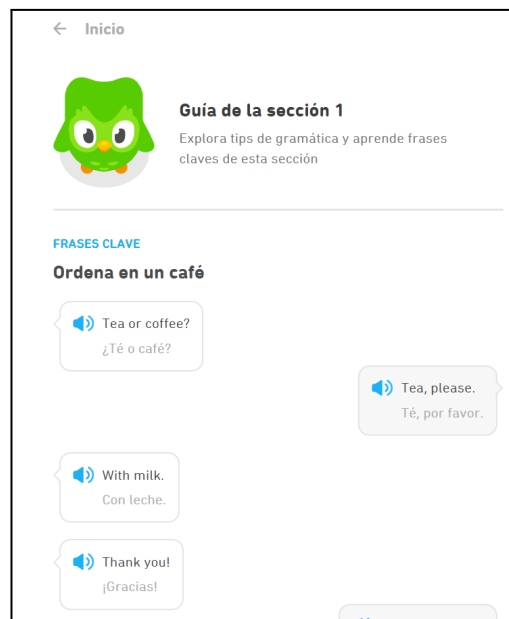 ← Inicio
Guía de la sección 1
Explora tips de gramática y aprende frases
claves de esta sección
FRASES CLAVE
Ordena en un café
Tea or coffee?
¿Té o café?
Tea, please.
Té, por favor.
With milk.
Con leche.
Thank you!
¡Gracias!